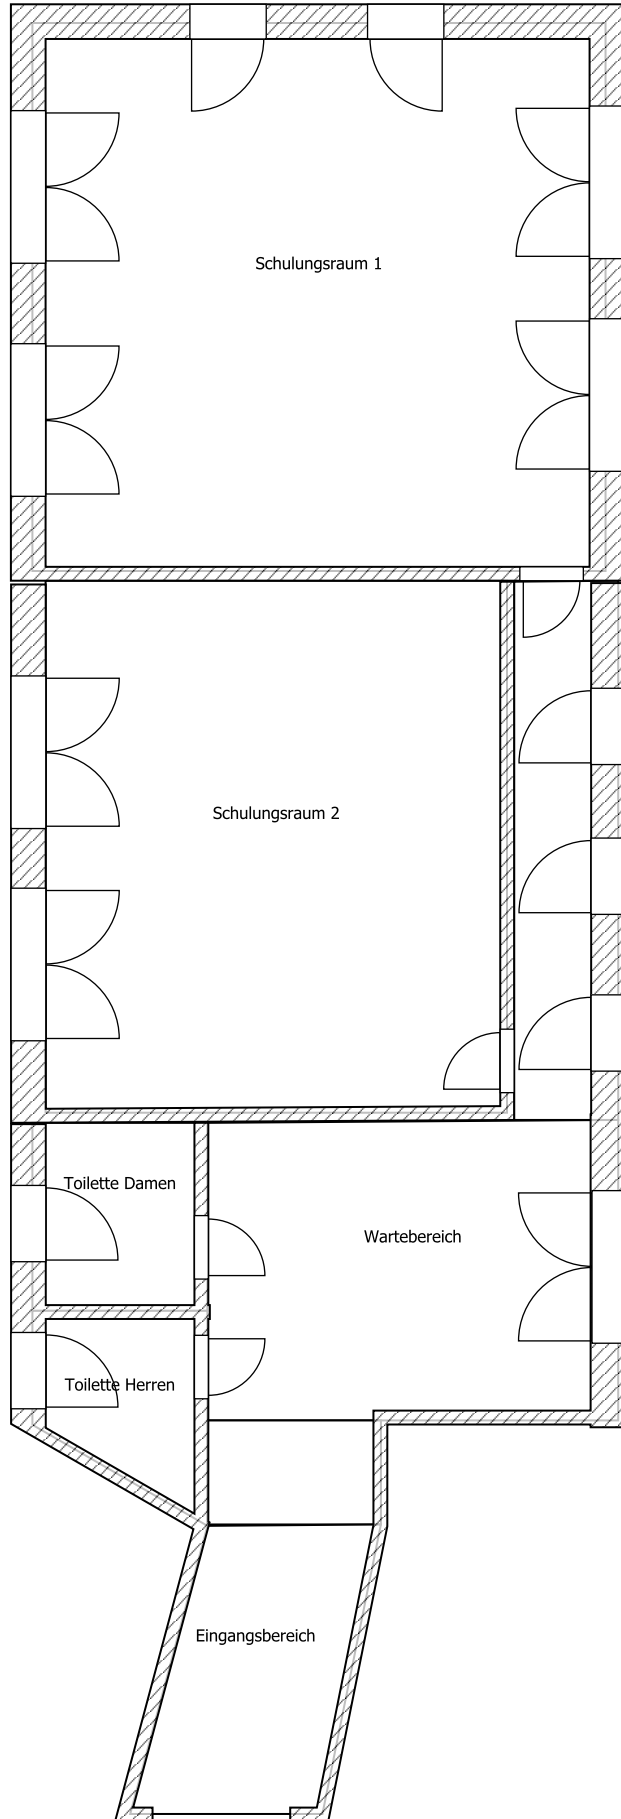 Schulungsraum 1
Schulungsraum 2
Toilette Damen
Wartebereich
Toilette Herren
Eingangsbereich